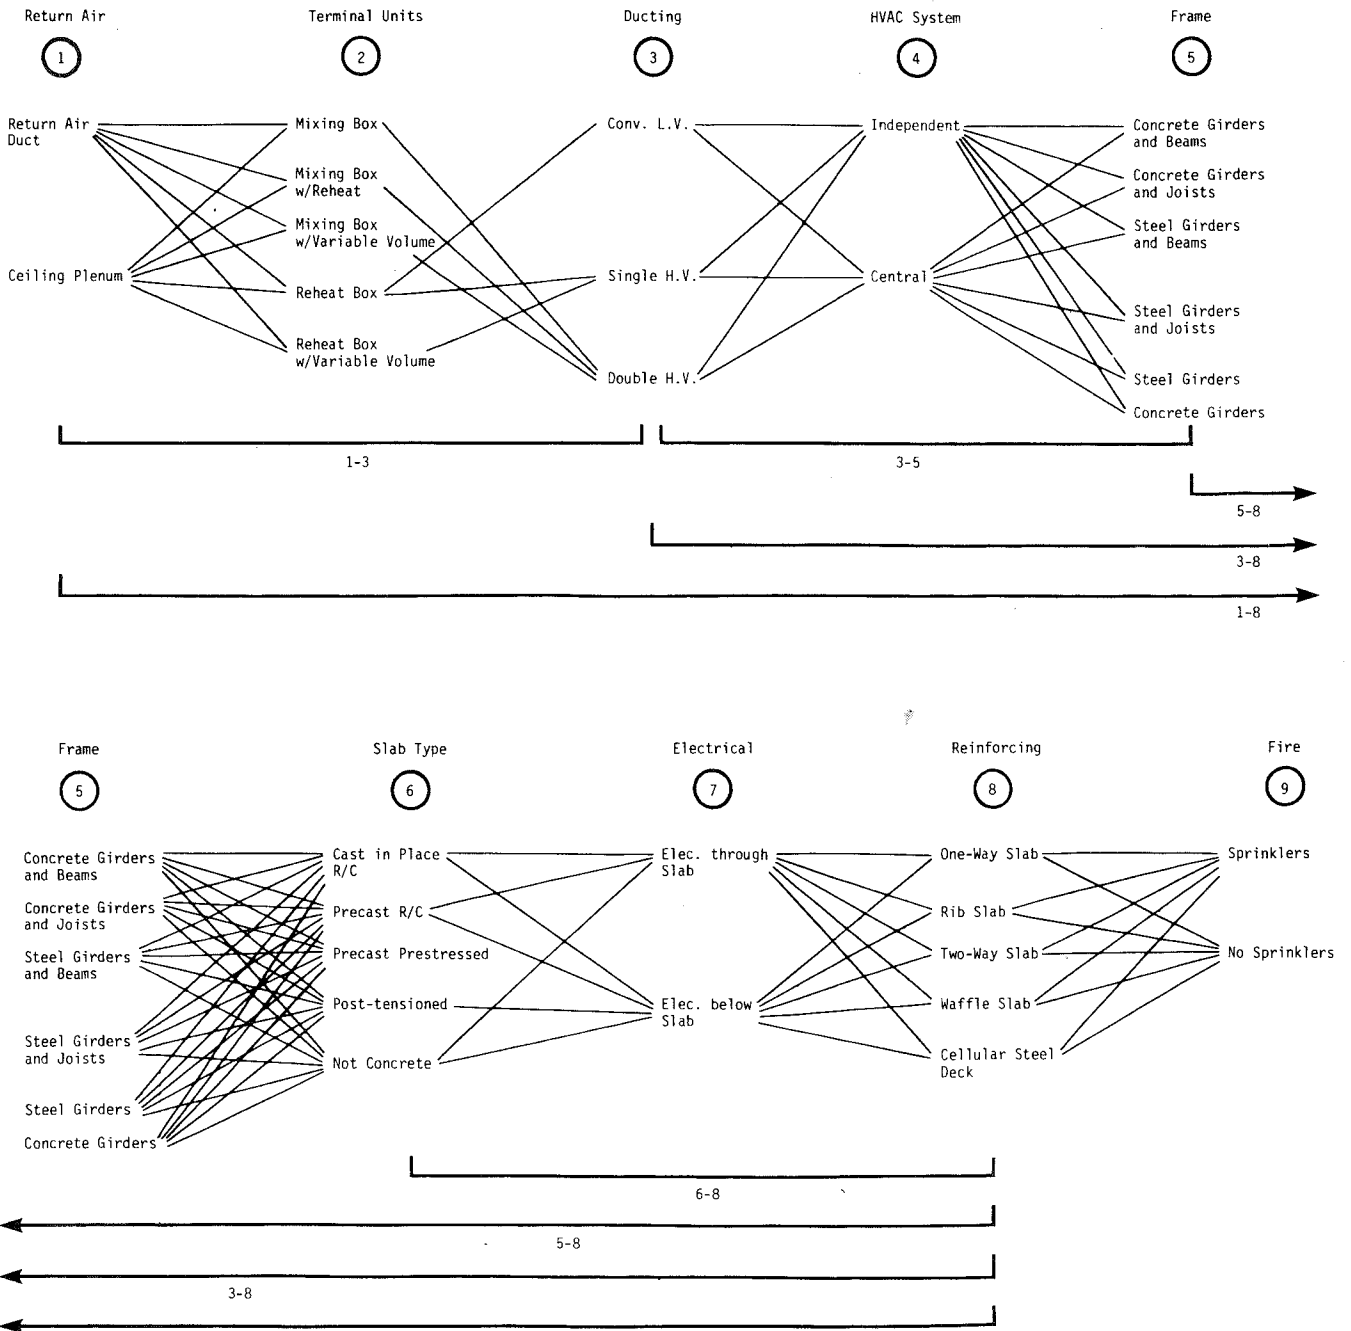 Return Air
Terminal Units
Ducting
HVAC System
Frame
1
2
3
4
5
Return Air
Duct
Mixing Box
Conv. L.V.
Independent
Concrete Girders
and Beams
Mixing Box
w/Reheat
Concrete Girders
and Joists
Mixing Box
w/Variable Volume
Steel Girders
and Beams
Ceiling Plenum
Reheat Box
Single H.V.
Central
Steel Girders
and Joists
Reheat Box
w/Variable Volume
Double H.V.
Steel Girders
Concrete Girders
1-3
3-5
5-8
3-8
1-8
Frame
Slab Type
Electrical
Reinforcing
Fire
5
6
7
8
9
Concrete Girders
and Beams
Cast in Place
R/C
Elec. through
Slab
One-Way Slab
Sprinklers
Concrete Girders
and Joists
Precast R/C
Rib Slab
Steel Girders
and Beams
Precast Prestressed
Two-Way Slab
No Sprinklers
Post-tensioned
Elec. below
Slab
Waffle Slab
Steel Girders
and Joists
Not Concrete
Cellular Steel
Deck
Steel Girders
Concrete Girders
6-8
5-8
3-8